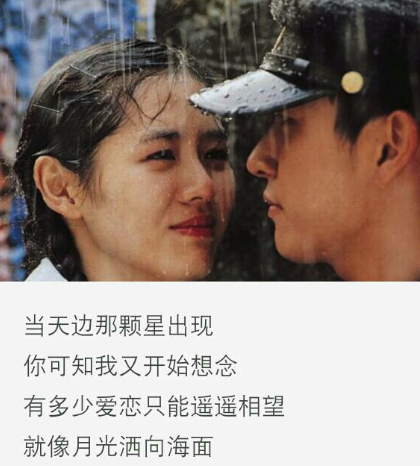 当天边那颗星出现
你可知我又开始想念
有多少爱恋只能遥遥相望
就像月光洒向海面